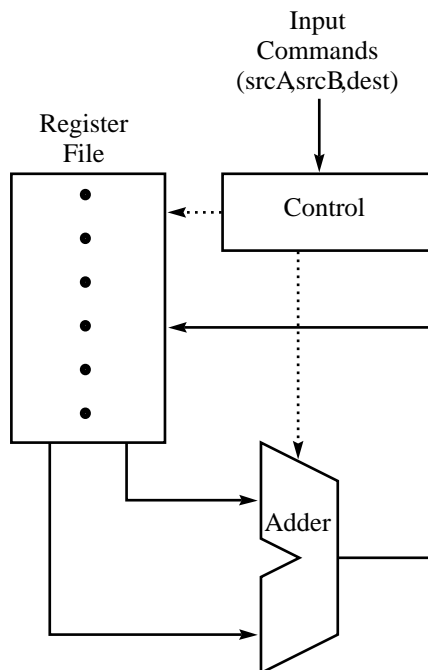 Input
Commands
(srcA,srcB,dest)
Register
File
Control
Adder